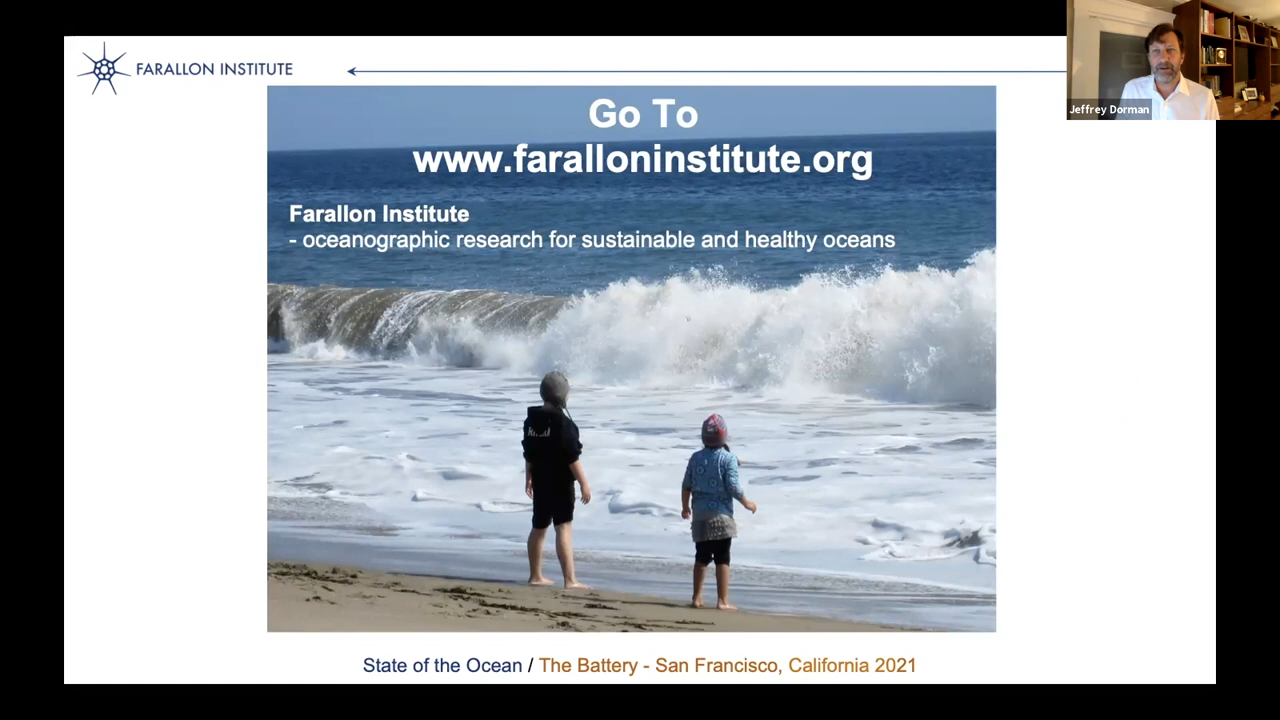 FARALLON INSTITUTE
Jeffrey Dorman
Go To
www.faralloninstitute.org
Farallon Institute
- oceanographic research for sustainable and healthy oceans
State of the Ocean / The Battery - San Francisco, California 2021